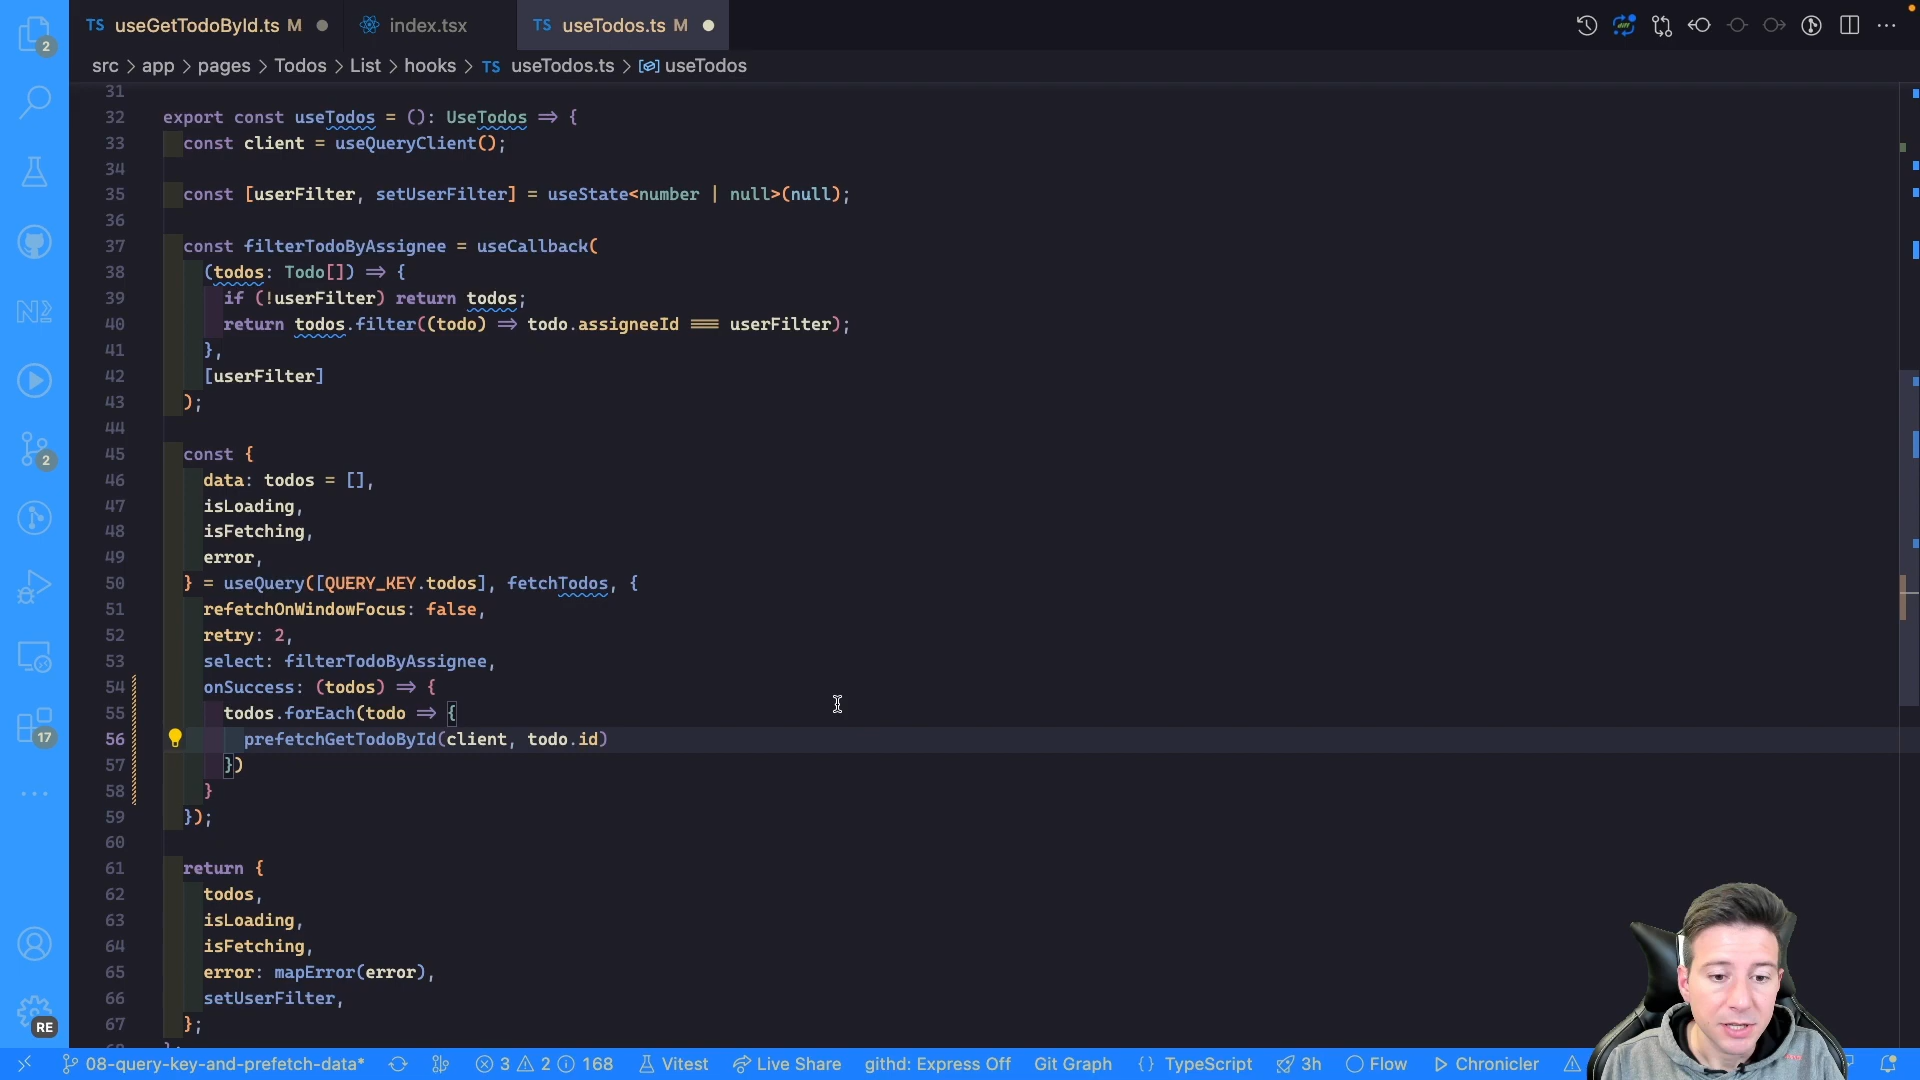 TS useGetTodoById.ts M
index.tsx
TS useTodos.ts M
2
src > app > pages > Todos > List > hooks > TS useTodos.ts > useTodos
31
32 export const useTodos = (): UseTodos => {
33 const client = useQueryClient();
34
35 const [userFilter, setUserFilter] = useState<number | null>(null);
36
37 const filterTodoByAssignee = useCallback(
38 (todos: Todo[]) => {
39 if (!userFilter) return todos;
40 return todos.filter((todo) => todo.assigneeId === userFilter);
41 },
42 [userFilter]
43 );
44
45 const {
46 data: todos = [],
47 isLoading,
48 isFetching,
49 error,
50 } = useQuery([QUERY_KEY.todos], fetchTodos, {
51 refetchOnWindowFocus: false,
52 retry: 2,
53 select: filterTodoByAssignee,
54 onSuccess: (todos) => {
55 todos.forEach(todo => {
56 prefetchGetTodoById(client, todo.id)
57 })
58 }
59 });
60
61 return {
62 todos,
63 isLoading,
64 isFetching,
65 error: mapError(error),
66 setUserFilter,
67 };
2
17
RE
08-query-key-and-prefetch-data* 3 2 168 Vitest Live Share githd: Express Off Git Graph {} TypeScript 3h Flow Chronicler